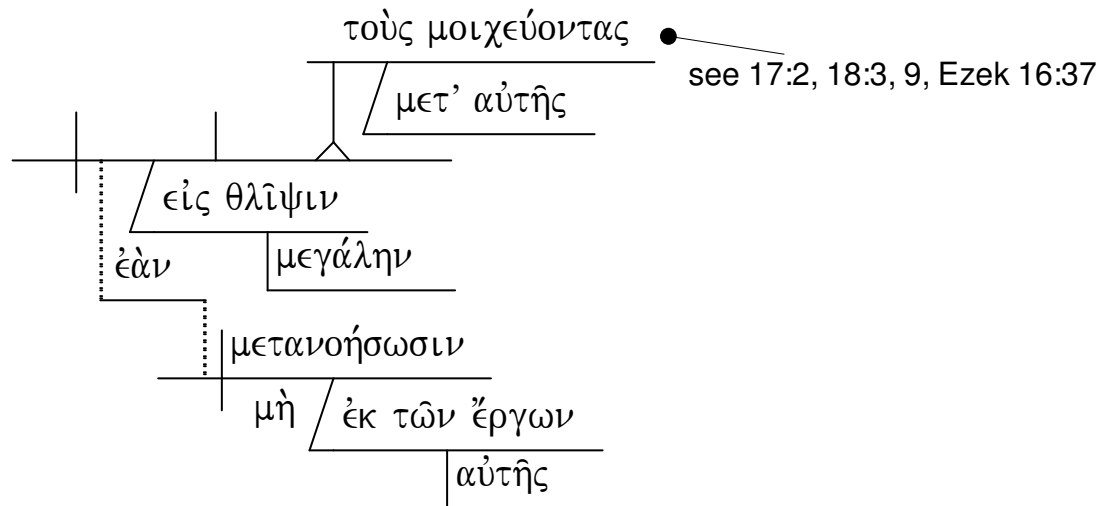 τοὺς μοιχεύοντας
see 17:2, 18:3, 9, Ezek 16:37
μετ’ αὐτῆς
εἰς θλῖψιν
ἐὰν
μεγάλην
μετανοήσωσιν
μὴ
ἐκ τῶν ἔργων
αὐτῆς